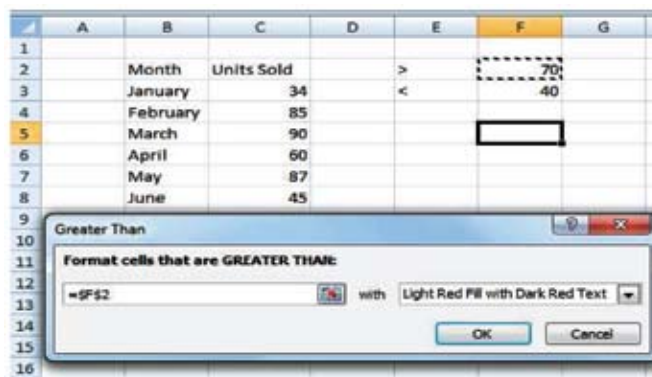 A B C D E F G
1
2 Month Units Sold > 70
3 January 34 < 40
4 February 85
5 March 90
6 April 60
7 May 87
8 June 45
9
10
11
12
13
14
15
16
Greater Than
Format cells that are GREATER THAN:
=$F$2 with Light Red Fill with Dark Red Text
OK Cancel